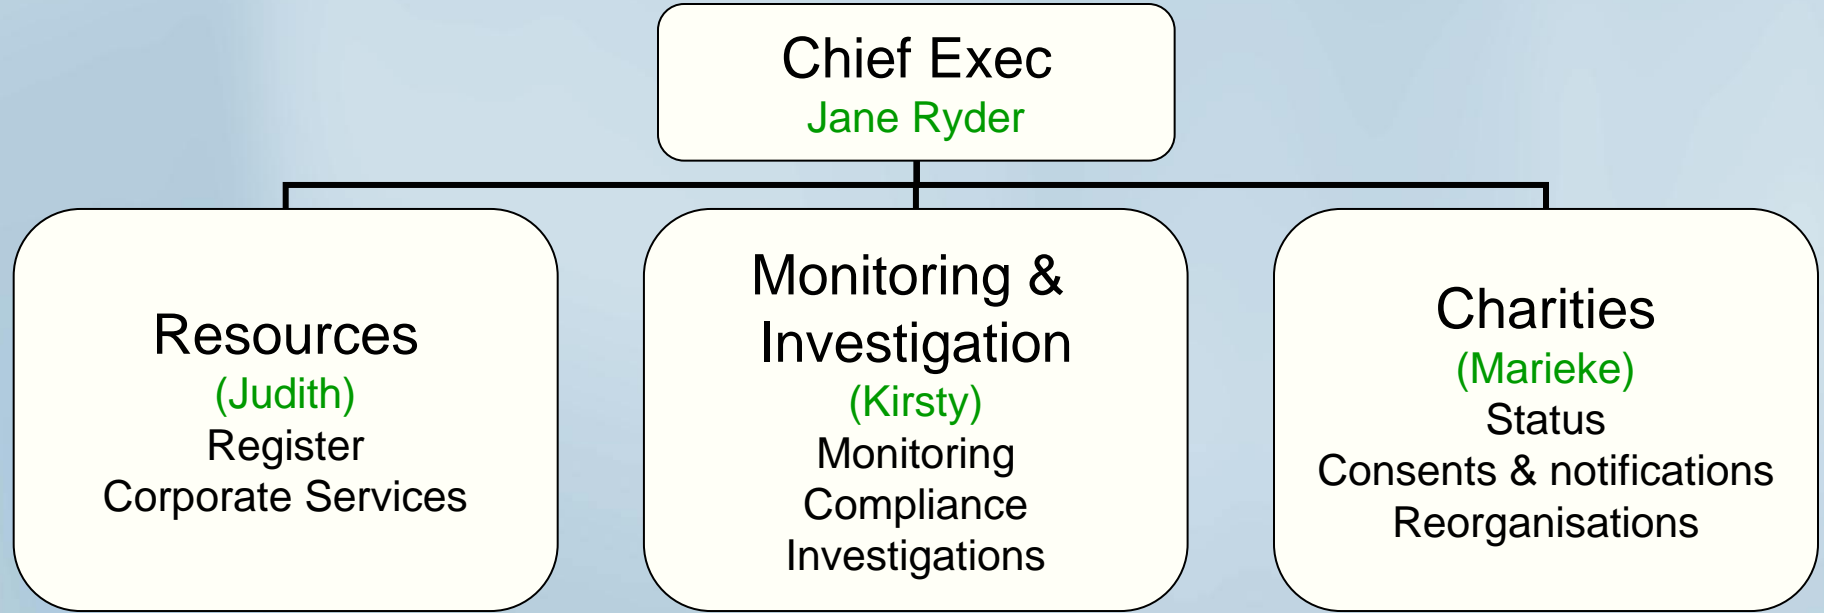 Chief Exec
Jane Ryder
Resources
(Judith)
Register
Corporate Services
Monitoring &
Investigation
(Kirsty)
Monitoring
Compliance
Investigations
Charities
(Marieke)
Status
Consents & notifications
Reorganisations